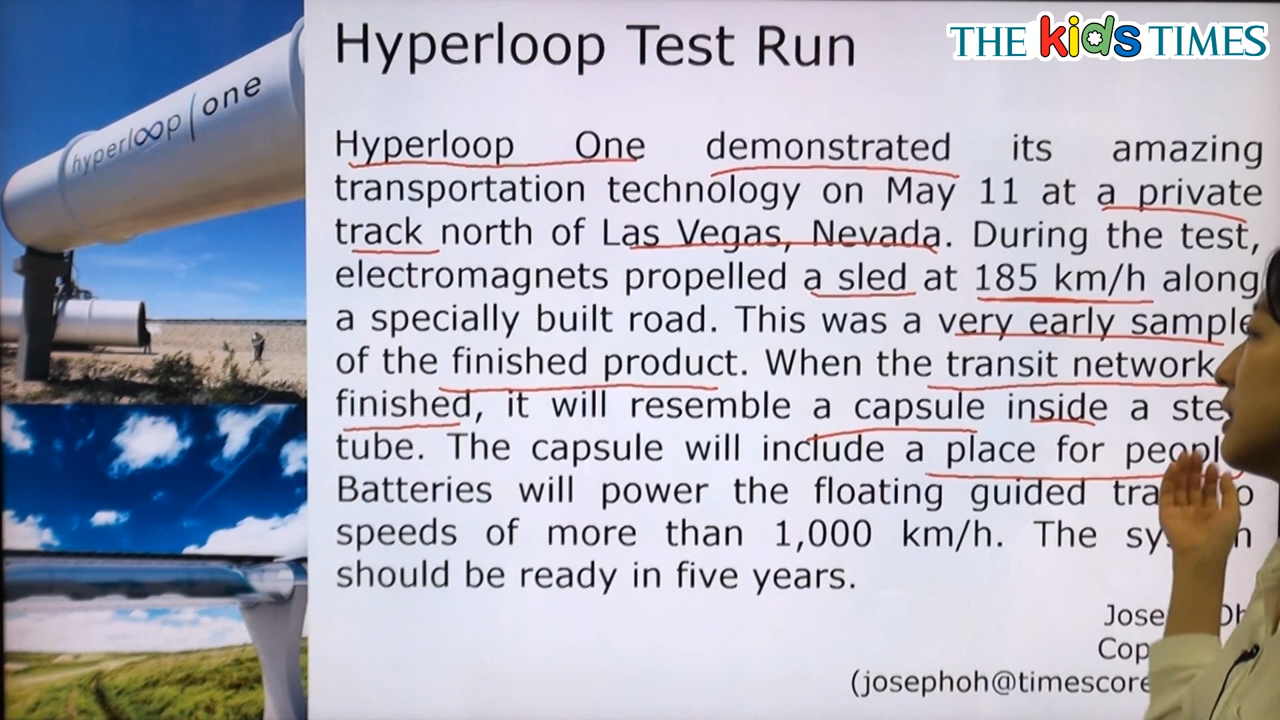 THE kids TIMES
Hyperloop Test Run
hyperloop one
Hyperloop One demonstrated its amazing
transportation technology on May 11 at a private
track north of Las Vegas, Nevada. During the test,
electromagnets propelled a sled at 185 km/h along
a specially built road. This was a very early sample
of the finished product. When the transit network
finished, it will resemble a capsule inside a
tube. The capsule will include a place for
Batteries will power the floating guided
speeds of more than 1,000 km/h. The
should be ready in five years.